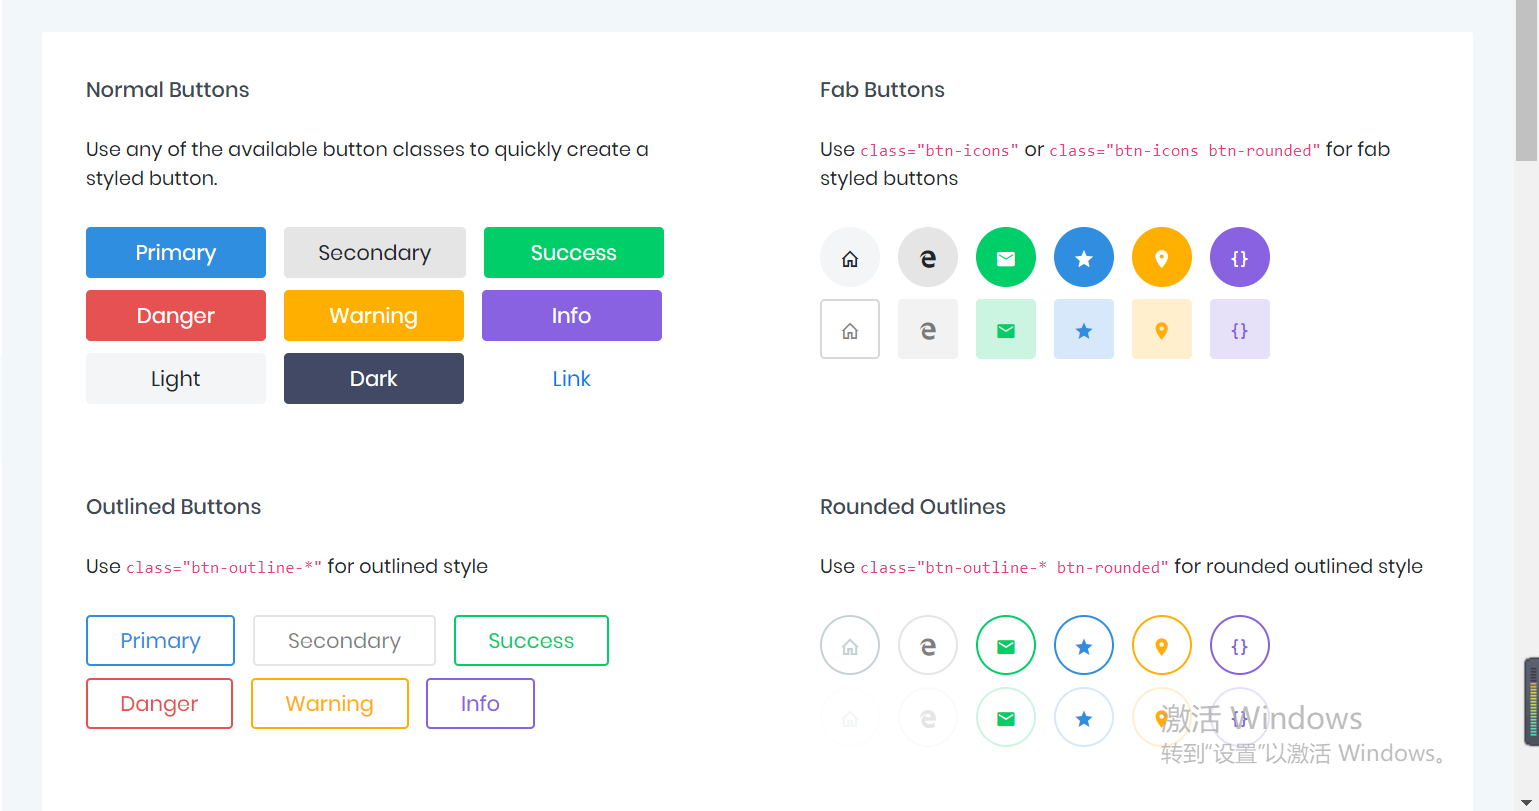 Normal Buttons
Use any of the available button classes to quickly create a
styled button.
Primary Secondary Success
Danger Warning Info
Light Dark Link
Fab Buttons
Use class="btn-icons" or class="btn-icons btn-rounded" for fab
styled buttons
Outlined Buttons
Use class="btn-outline-*" for outlined style
Primary Secondary Success
Danger Warning Info
Rounded Outlines
Use class="btn-outline-* btn-rounded" for rounded outlined style
激活 Windows
转到“设置”以激活 Windows。